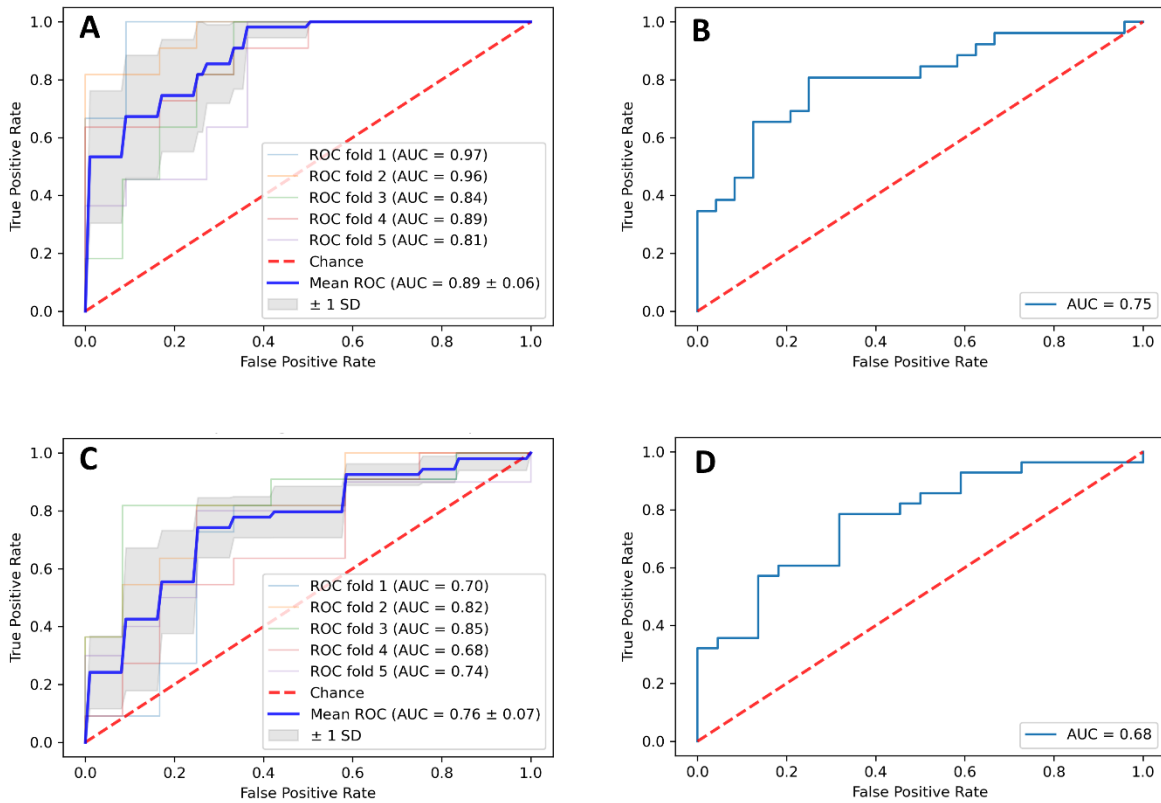 A
1.0
0.8
0.6
0.4
0.2
0.0
True Positive Rate
0.0 0.2 0.4 0.6 0.8 1.0
False Positive Rate
ROC fold 1 (AUC = 0.97)
ROC fold 2 (AUC = 0.96)
ROC fold 3 (AUC = 0.84)
ROC fold 4 (AUC = 0.89)
ROC fold 5 (AUC = 0.81)
Chance
Mean ROC (AUC = 0.89 ± 0.06)
± 1 SD
B
1.0
0.8
0.6
0.4
0.2
0.0
True Positive Rate
0.0 0.2 0.4 0.6 0.8 1.0
False Positive Rate
AUC = 0.75
C
1.0
0.8
0.6
0.4
0.2
0.0
True Positive Rate
0.0 0.2 0.4 0.6 0.8 1.0
False Positive Rate
ROC fold 1 (AUC = 0.70)
ROC fold 2 (AUC = 0.82)
ROC fold 3 (AUC = 0.85)
ROC fold 4 (AUC = 0.68)
ROC fold 5 (AUC = 0.74)
Chance
Mean ROC (AUC = 0.76 ± 0.07)
± 1 SD
D
1.0
0.8
0.6
0.4
0.2
0.0
True Positive Rate
0.0 0.2 0.4 0.6 0.8 1.0
False Positive Rate
AUC = 0.68